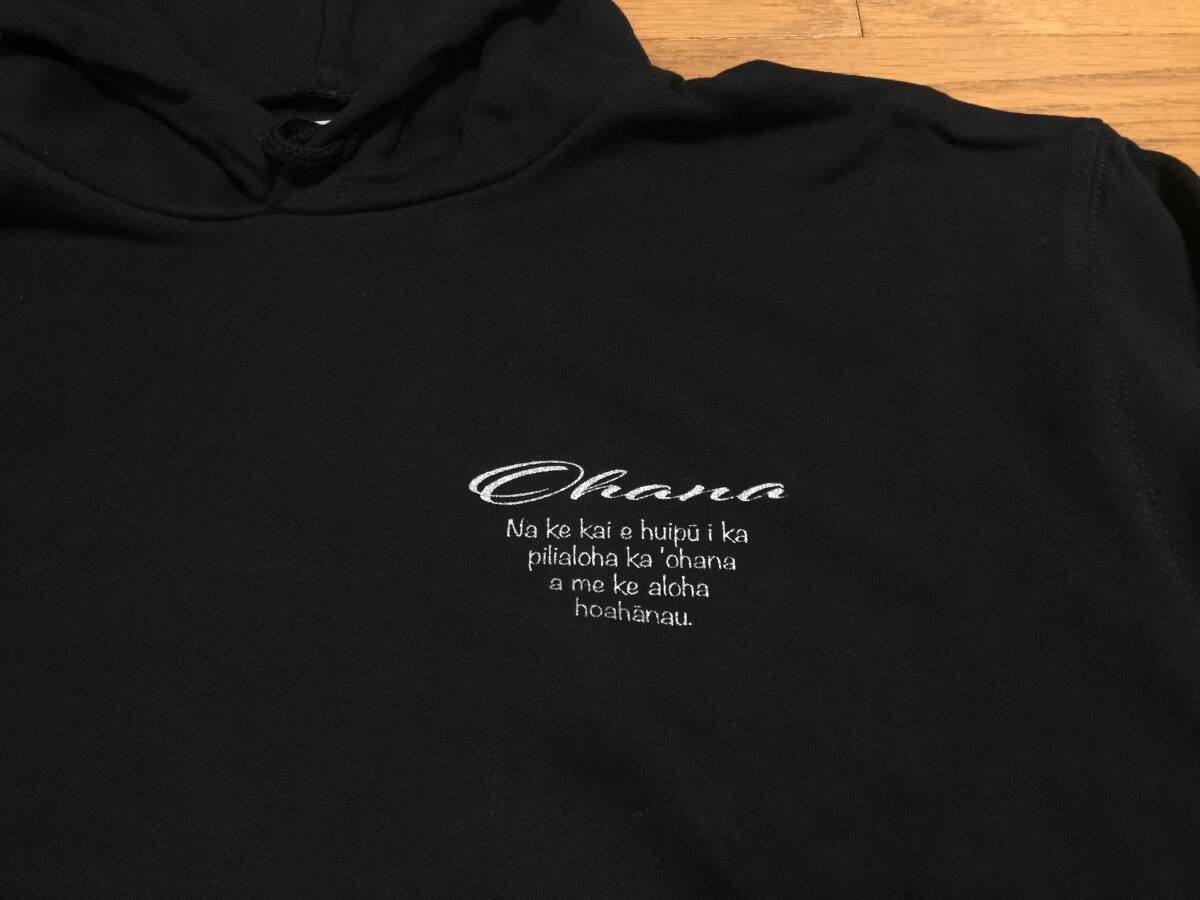 Ohana
Na ke kai e huipū i ka
pilialoha ka 'ohana
a me ke aloha
hoahānau.